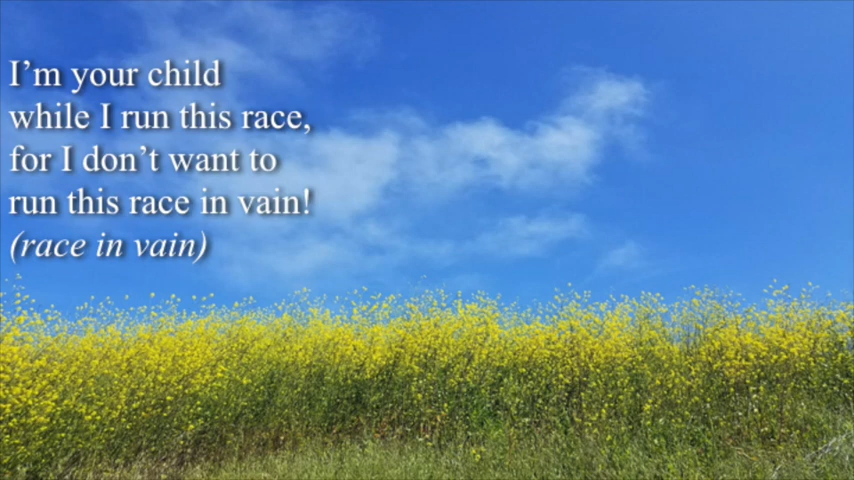 I’m your child
while I run this race,
for I don’t want to
run this race in vain!
(race in vain)